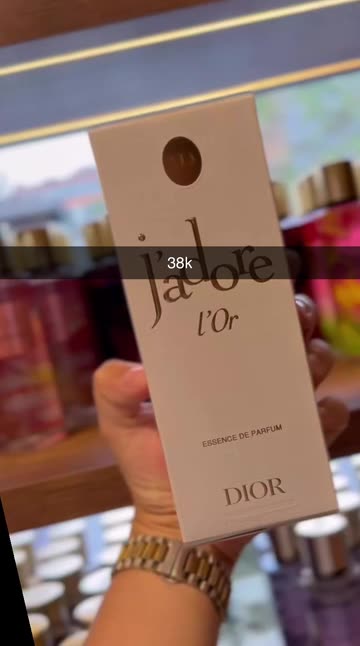 j'adore
38k
l'Or
ESSENCE DE PARFUM
DIOR